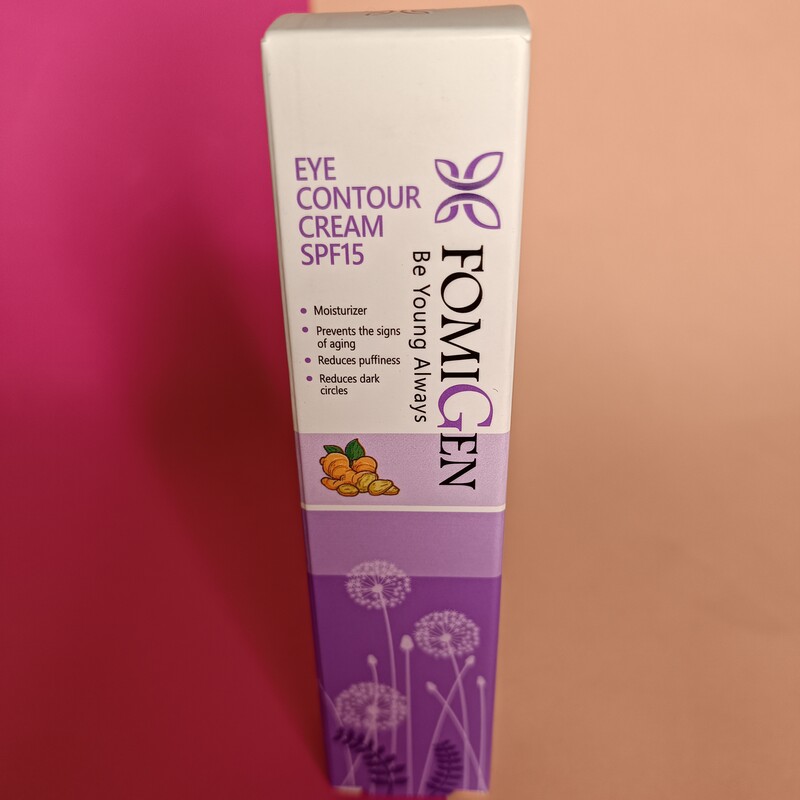 EYE
CONTOUR
CREAM
SPF15
Moisturizer
Prevents the signs
of aging
Reduces puffiness
Reduces dark
circles
FOMIGEN
Be Young Always